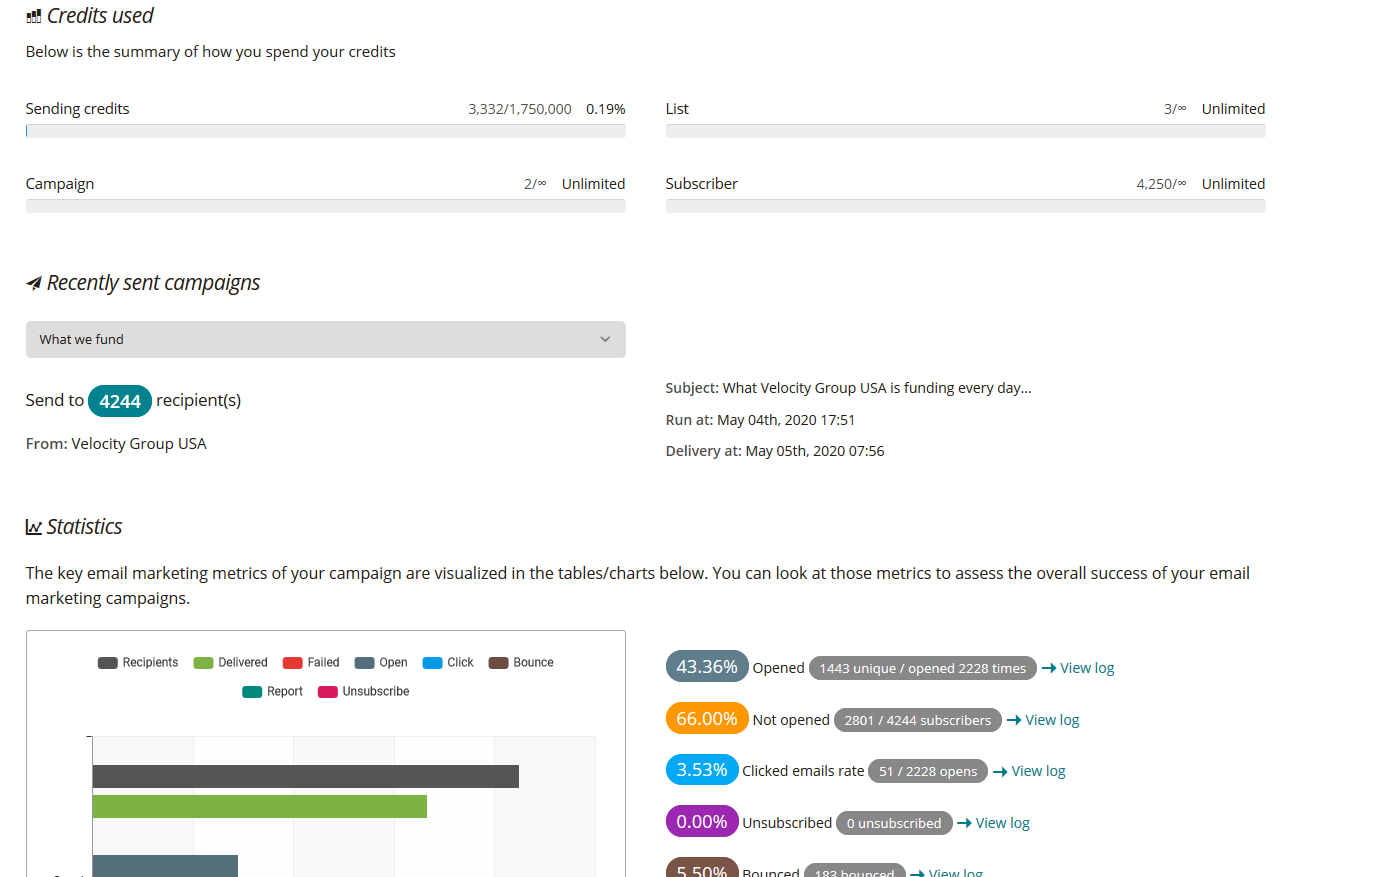 Credits used
Below is the summary of how you spend your credits
Sending credits 3,332/1,750,000 0.19%
List 3/∞ Unlimited
Campaign 2/∞ Unlimited
Subscriber 4,250/∞ Unlimited
Recently sent campaigns
What we fund
Send to 4244 recipient(s)
From: Velocity Group USA
Subject: What Velocity Group USA is funding every day...
Run at: May 04th, 2020 17:51
Delivery at: May 05th, 2020 07:56
Statistics
The key email marketing metrics of your campaign are visualized in the tables/charts below. You can look at those metrics to assess the overall success of your email
marketing campaigns.
Recipients Delivered Failed Open Click Bounce
Report Unsubscribe
43.36% Opened 1443 unique / opened 2228 times → View log
66.00% Not opened 2801 / 4244 subscribers → View log
3.53% Clicked emails rate 51 / 2228 opens → View log
0.00% Unsubscribed 0 unsubscribed → View log
5.50% Bounced 183 bounced → View log